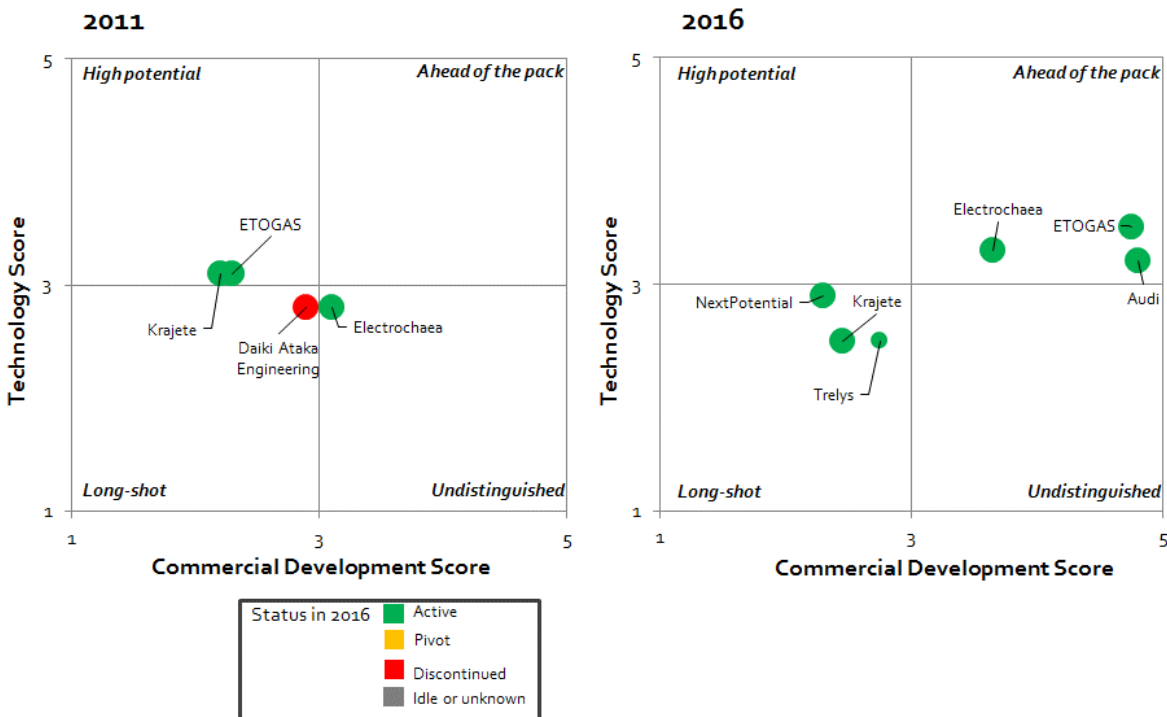 2011
5
High potential
Ahead of the pack
ETOGAS
3
Krajete
Daiki Ataka
Engineering
Electrochaea
Technology Score
Long-shot
Undistinguished
1
1
3
5
Commercial Development Score
2016
5
High potential
Ahead of the pack
Electrochaea
ETOGAS
Audi
3
NextPotential
Krajete
Trelys
Technology Score
Long-shot
Undistinguished
1
1
3
5
Commercial Development Score
Status in 2016
Active
Pivot
Discontinued
Idle or unknown